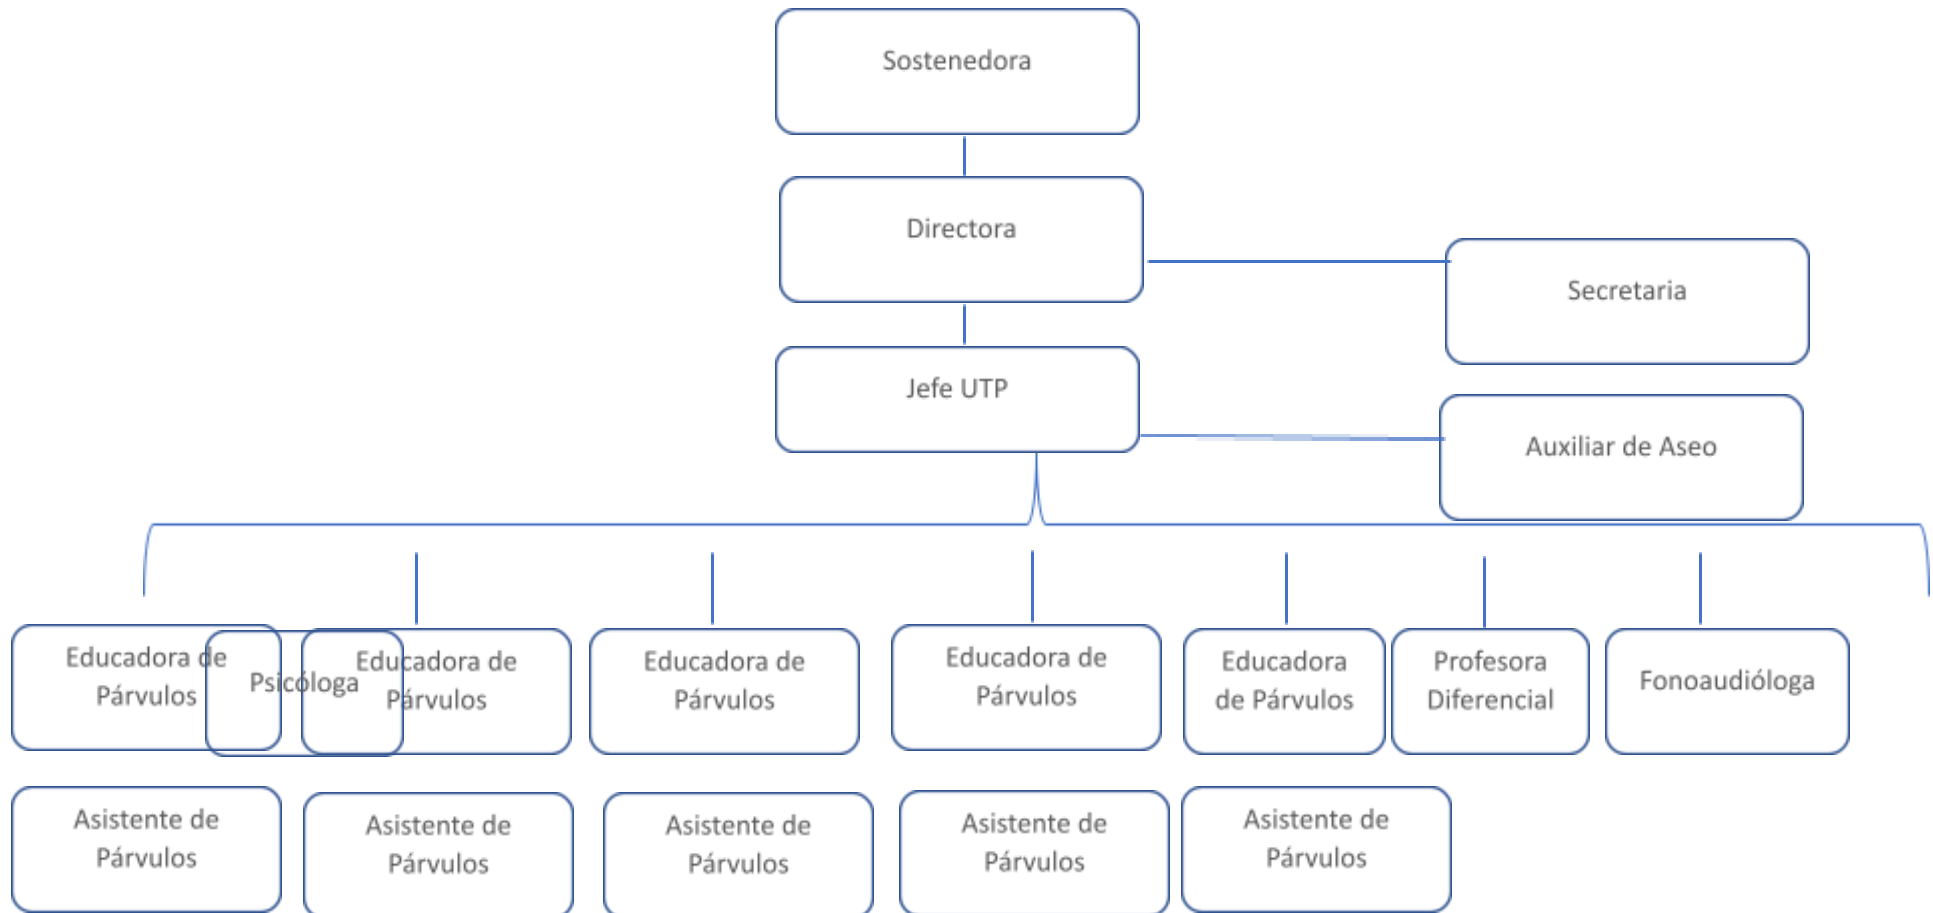 Sostenedora
Directora
Secretaria
Jefe UTP
Auxiliar de Aseo
Educadora de
Párvulos
Psicóloga
Educadora de
Párvulos
Educadora de
Párvulos
Educadora de
Párvulos
Educadora
de Párvulos
Profesora
Diferencial
Fonoaudióloga
Asistente de
Párvulos
Asistente de
Párvulos
Asistente de
Párvulos
Asistente de
Párvulos
Asistente de
Párvulos